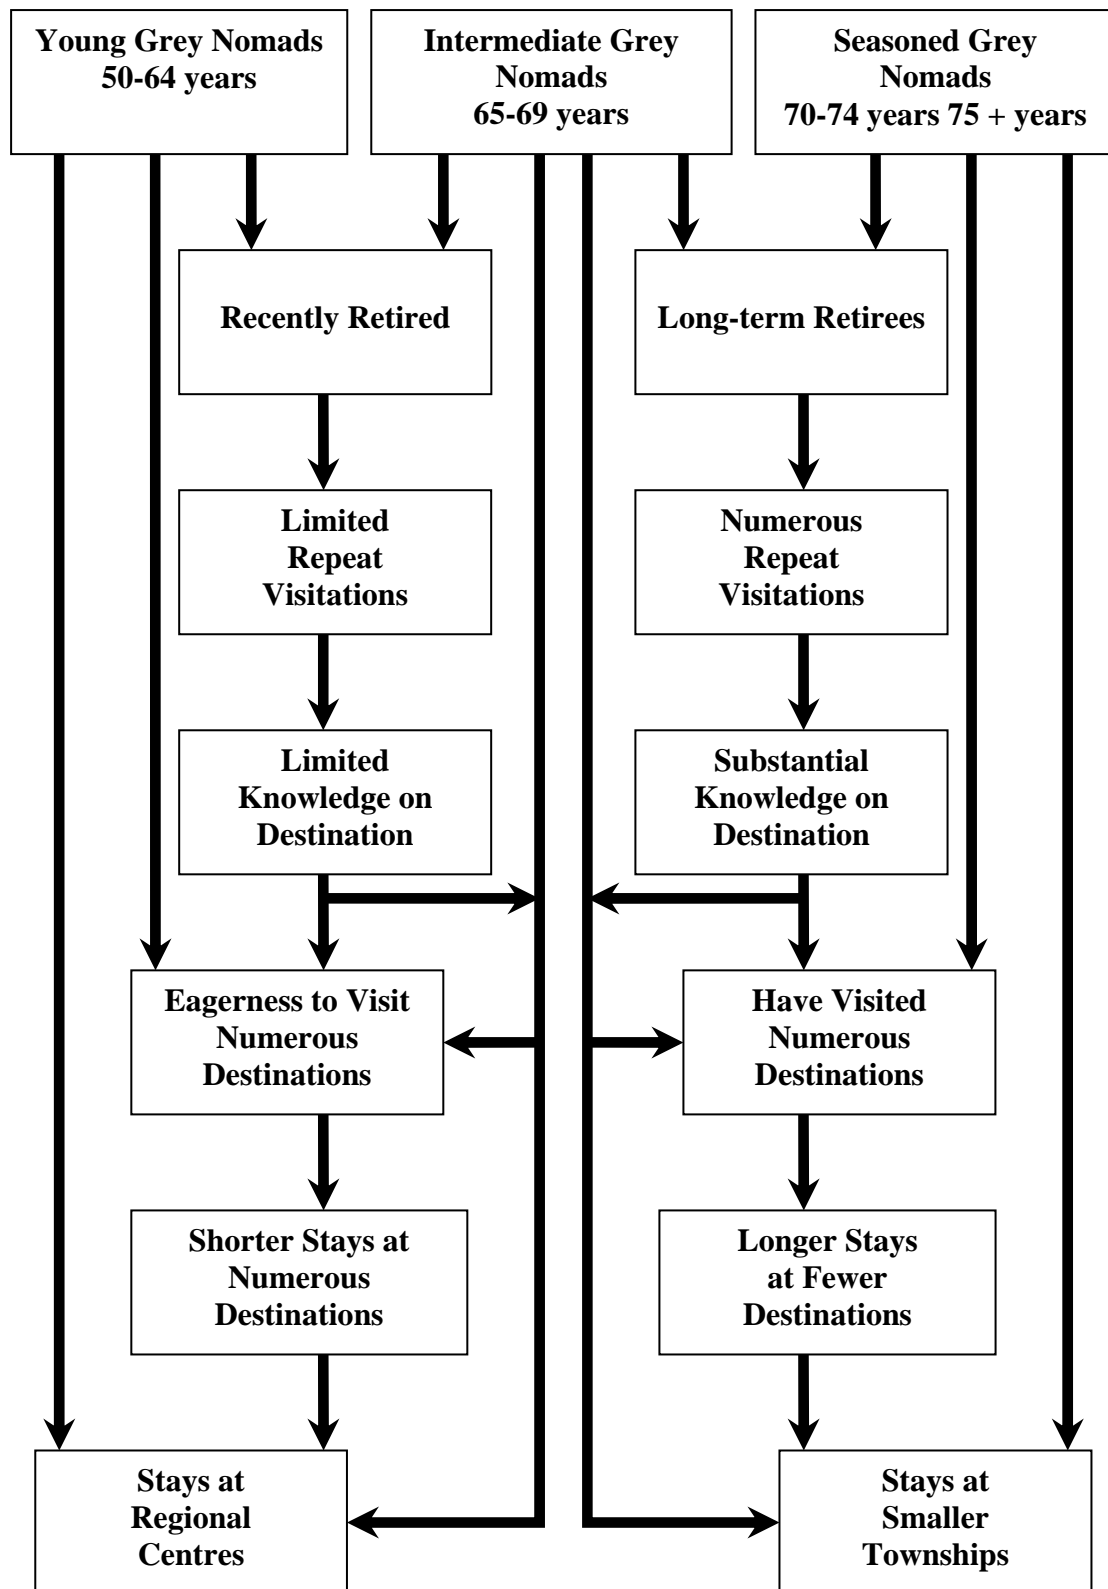 Young Grey Nomads
50-64 years
Intermediate Grey
Nomads
65-69 years
Seasoned Grey
Nomads
70-74 years 75 + years
Recently Retired
Long-term Retirees
Limited
Repeat
Visitations
Numerous
Repeat
Visitations
Limited
Knowledge on
Destination
Substantial
Knowledge on
Destination
Eagerness to Visit
Numerous
Destinations
Have Visited
Numerous
Destinations
Shorter Stays at
Numerous
Destinations
Longer Stays
at Fewer
Destinations
Stays at
Regional
Centres
Stays at
Smaller
Townships